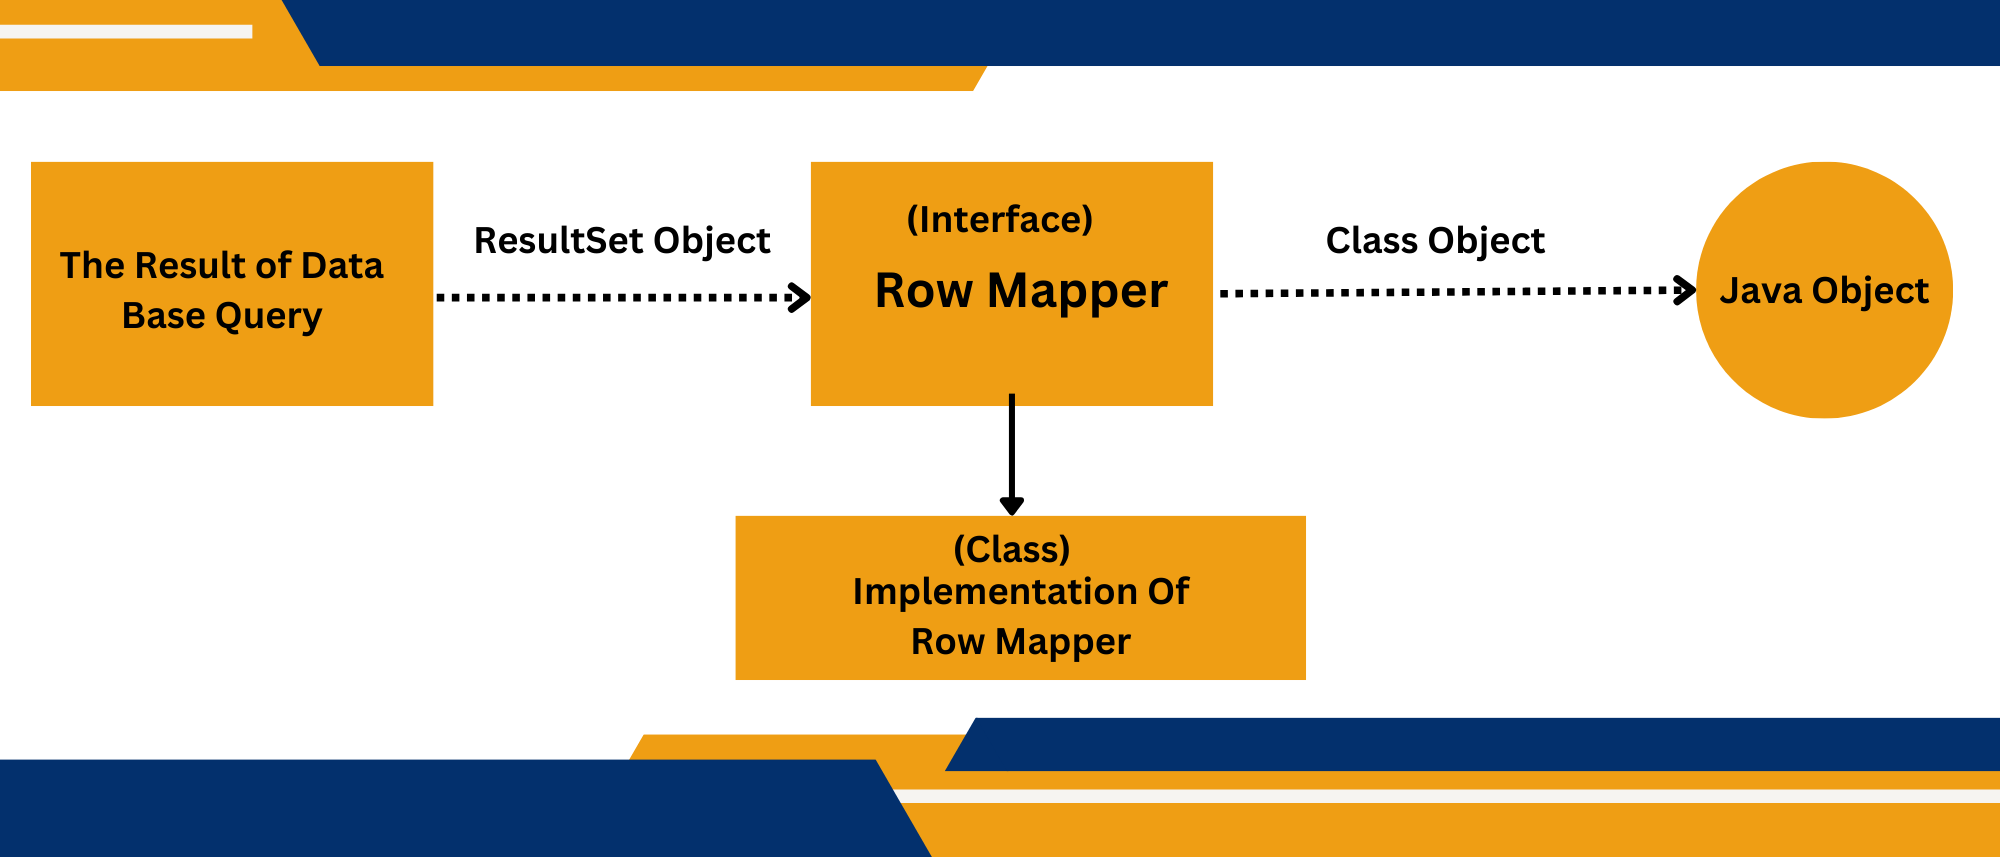 The Result of Data
Base Query
ResultSet Object
(Interface)
Row Mapper
Class Object
Java Object
(Class)
Implementation Of
Row Mapper